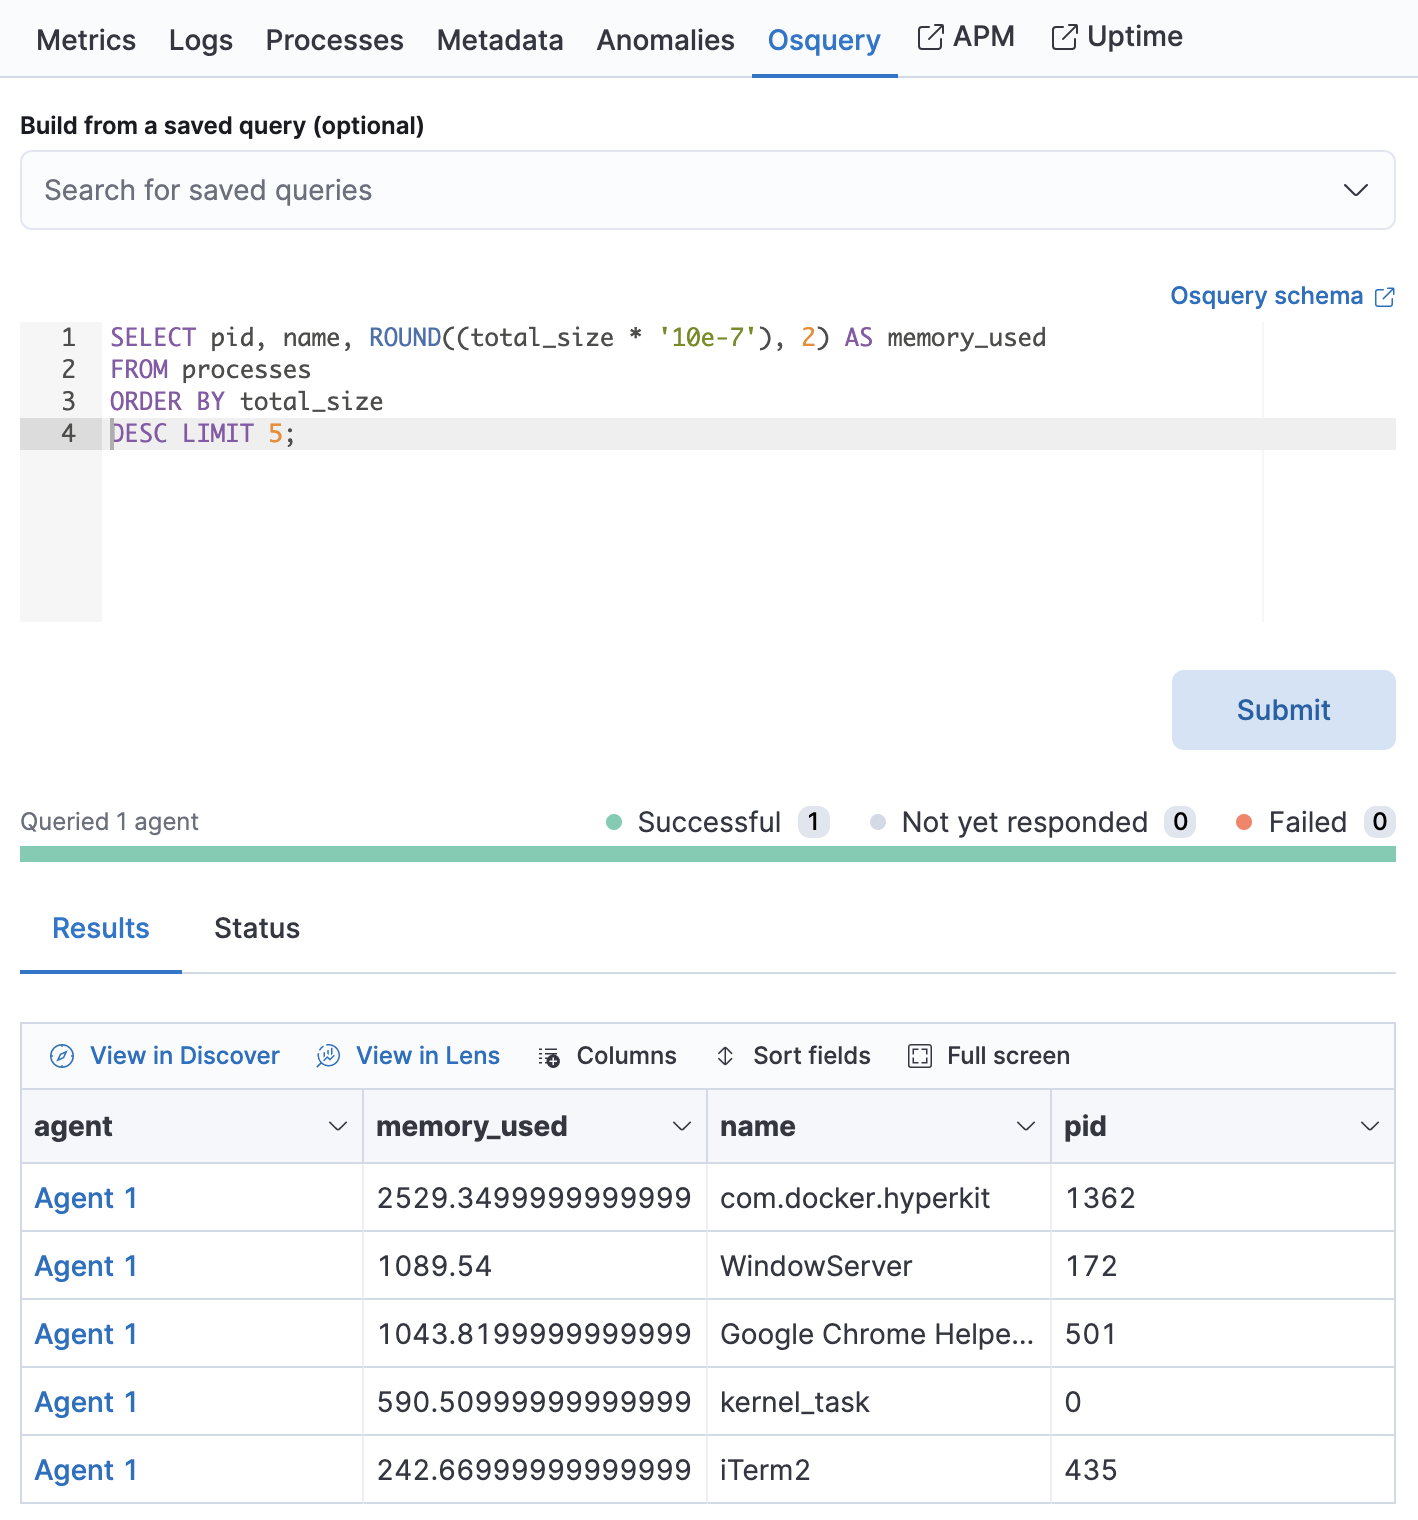 Metrics Logs Processes Metadata Anomalies Osquery APM Uptime
Build from a saved query (optional)
Search for saved queries
Osquery schema
1 SELECT pid, name, ROUND((total_size * '10e-7'), 2) AS memory_used
2 FROM processes
3 ORDER BY total_size
4 DESC LIMIT 5;
Submit
Queried 1 agent Successful 1 Not yet responded 0 Failed 0
Results Status
View in Discover View in Lens Columns Sort fields Full screen
agent memory_used name pid
Agent 1 2529.3499999999999 com.docker.hyperkit 1362
Agent 1 1089.54 WindowServer 172
Agent 1 1043.8199999999999 Google Chrome Helpe... 501
Agent 1 590.50999999999999 kernel_task 0
Agent 1 242.66999999999999 iTerm2 435